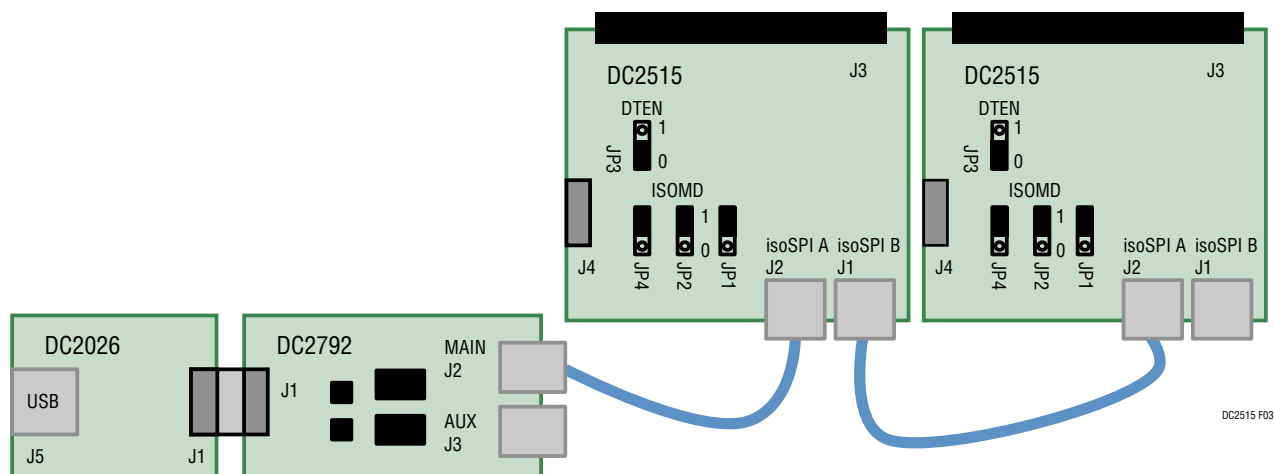 DC2515
J3
DTEN
1
JP3
0
ISOMD
1
0
J4
JP4
JP2
JP1
isoSPI A
J2
isoSPI B
J1
DC2515
J3
DTEN
1
JP3
0
ISOMD
1
0
J4
JP4
JP2
JP1
isoSPI A
J2
isoSPI B
J1
DC2026
USB
J5
J1
DC2792
J1
MAIN
J2
AUX
J3
DC2515 F03